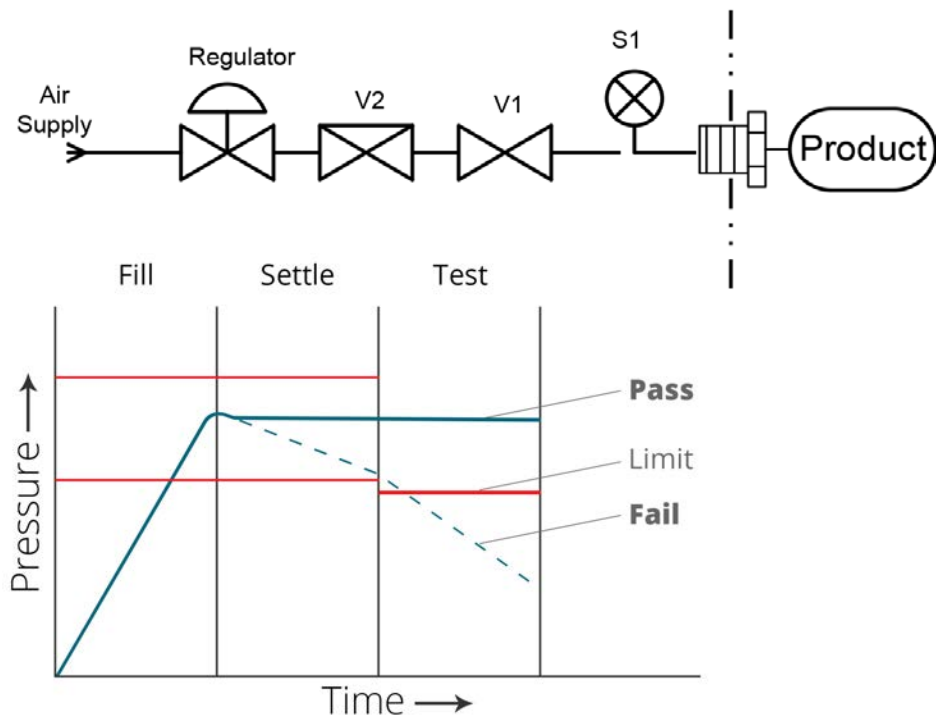 S1
Regulator
Air
Supply
V2
V1
Product
Fill
Settle
Test
Pressure
Pass
Limit
Fail
Time